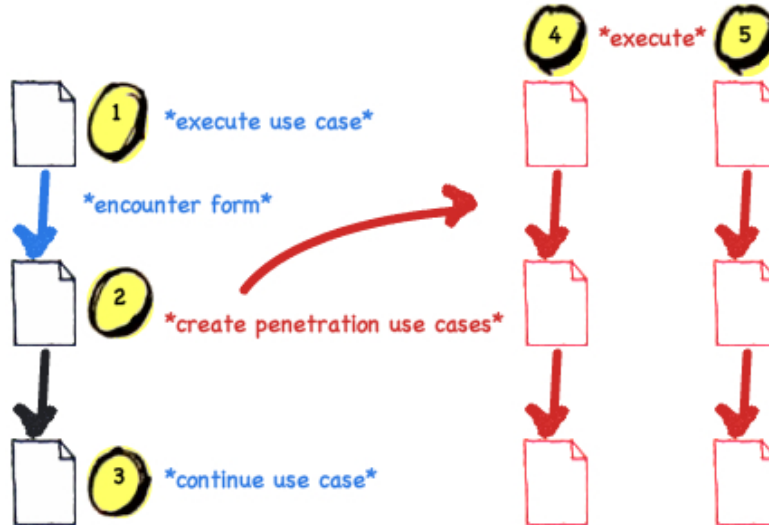 4 *execute* 5
1 *execute use case*
*encounter form*
2
*create penetration use cases*
3 *continue use case*